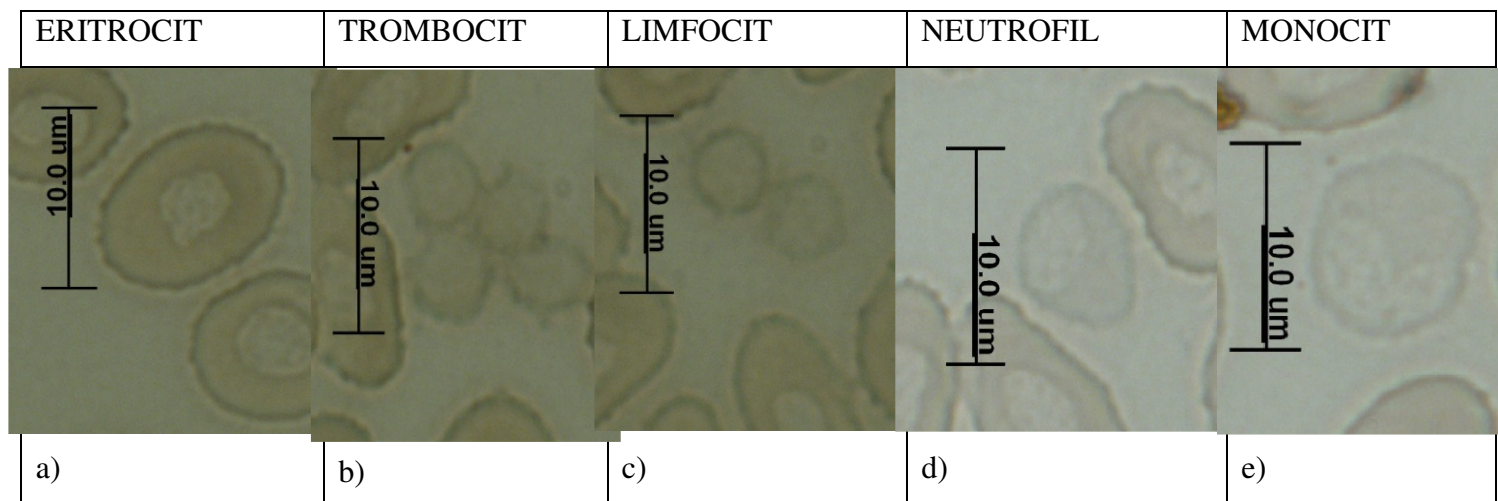 ERITROCIT
TROMBOCIT
LIMFOCIT
NEUTROFIL
MONOCIT
10.0 um
10.0 um
10.0 um
10.0 um
10.0 um
a)
b)
c)
d)
e)